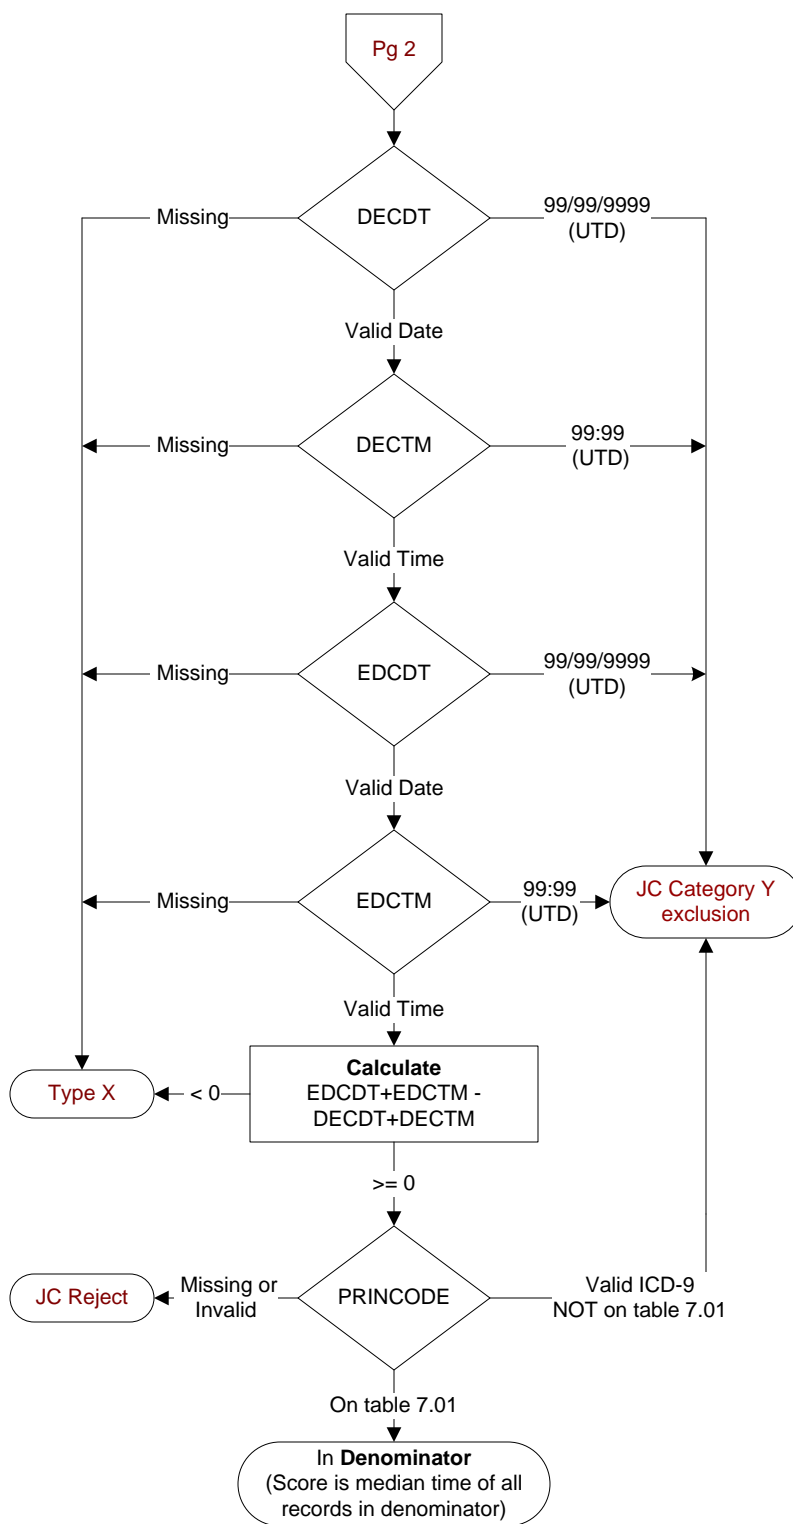 Pg 2
DECDT
Missing
99/99/9999
(UTD)
Valid Date
DECTM
Missing
99:99
(UTD)
Valid Time
EDCDT
Missing
99/99/9999
(UTD)
Valid Date
EDCTM
Missing
99:99
(UTD)
JC Category Y
exclusion
Valid Time
Calculate
EDCDT+EDCTM -
DECDT+DECTM
< 0
Type X
>= 0
PRINCODE
Missing or
Invalid
JC Reject
Valid ICD-9
NOT on table 7.01
On table 7.01
In Denominator
(Score is median time of all
records in denominator)